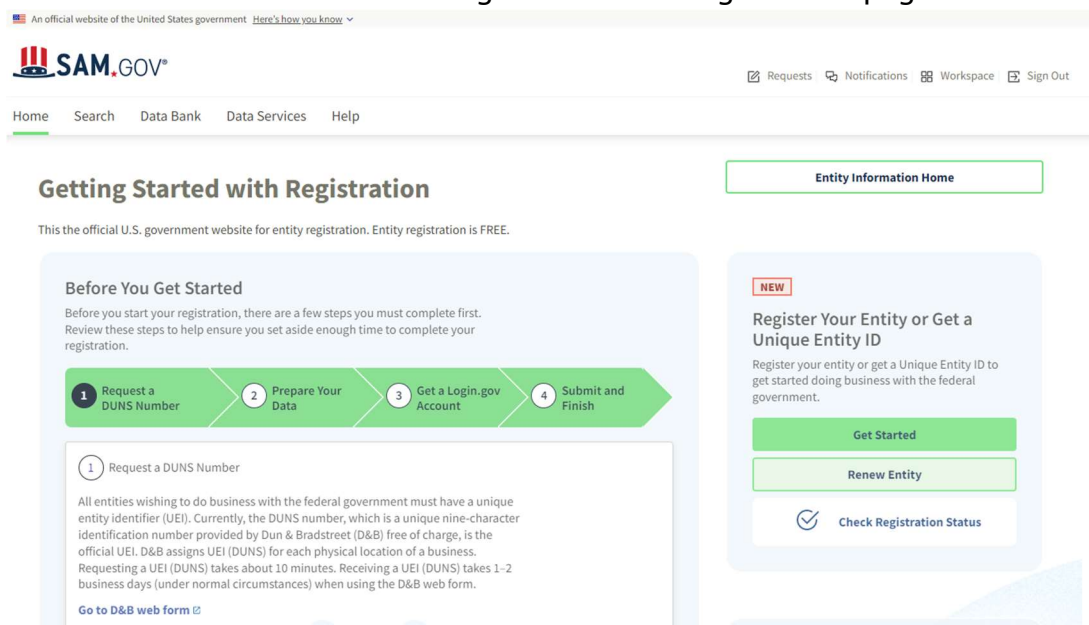 An official website of the United States government Here's how you know
SAM.GOV®
Requests Notifications Workspace Sign Out
Home Search Data Bank Data Services Help
Getting Started with Registration
Entity Information Home
This the official U.S. government website for entity registration. Entity registration is FREE.
Before You Get Started
Before you start your registration, there are a few steps you must complete first.
Review these steps to help ensure you set aside enough time to complete your
registration.
1 Request a
DUNS Number
2 Prepare Your
Data
3 Get a Login.gov
Account
4 Submit and
Finish
1 Request a DUNS Number
All entities wishing to do business with the federal government must have a unique
entity identifier (UEI). Currently, the DUNS number, which is a unique nine-character
identification number provided by Dun & Bradstreet (D&B) free of charge, is the
official UEI. D&B assigns UEI (DUNS) for each physical location of a business.
Requesting a UEI (DUNS) takes about 10 minutes. Receiving a UEI (DUNS) takes 1–2
business days (under normal circumstances) when using the D&B web form.
Go to D&B web form
NEW
Register Your Entity or Get a
Unique Entity ID
Register your entity or get a Unique Entity ID to
get started doing business with the federal
government.
Get Started
Renew Entity
Check Registration Status